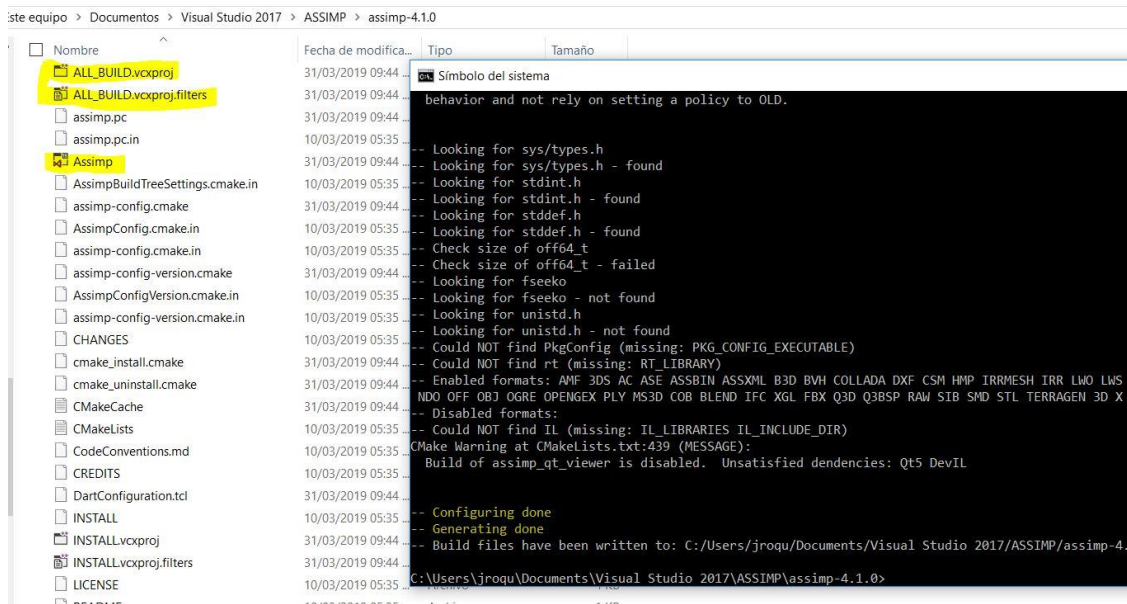 Este equipo > Documentos > Visual Studio 2017 > ASSIMP > assimp-4.1.0
Nombre Fecha de modifica... Tipo Tamaño
ALL_BUILD.vcxproj 31/03/2019 09:44 ...
ALL_BUILD.vcxproj.filters 31/03/2019 09:44 ...
assimp.pc 31/03/2019 09:44 ...
assimp.pc.in 10/03/2019 05:35 ...
Assimp 31/03/2019 09:44 ...
AssimpBuildTreeSettings.cmake.in 10/03/2019 05:35 ...
assimp-config.cmake 31/03/2019 09:44 ...
AssimpConfig.cmake.in 10/03/2019 05:35 ...
assimp-config.cmake.in 10/03/2019 05:35 ...
assimp-config-version.cmake 31/03/2019 09:44 ...
AssimpConfigVersion.cmake.in 10/03/2019 05:35 ...
assimp-config-version.cmake.in 10/03/2019 05:35 ...
CHANGES 10/03/2019 05:35 ...
cmake_install.cmake 31/03/2019 09:44 ...
cmake_uninstall.cmake 31/03/2019 09:44 ...
CMakeCache 31/03/2019 09:44 ...
CMakeLists 10/03/2019 05:35 ...
CodeConventions.md 10/03/2019 05:35 ...
CREDITS 10/03/2019 05:35 ...
DartConfiguration.tcl 31/03/2019 09:44 ...
INSTALL 10/03/2019 05:35 ...
INSTALL.vcxproj 31/03/2019 09:44 ...
INSTALL.vcxproj.filters 31/03/2019 09:44 ...
LICENSE 10/03/2019 05:35 ...
Símbolo del sistema
behavior and not rely on setting a policy to OLD.
-- Looking for sys/types.h
-- Looking for sys/types.h - found
-- Looking for stdint.h
-- Looking for stdint.h - found
-- Looking for stddef.h
-- Looking for stddef.h - found
-- Check size of off64_t
-- Check size of off64_t - failed
-- Looking for fseeko
-- Looking for fseeko - not found
-- Looking for unistd.h
-- Looking for unistd.h - not found
-- Could NOT find PkgConfig (missing: PKG_CONFIG_EXECUTABLE)
-- Could NOT find rt (missing: RT_LIBRARY)
-- Enabled formats: AMF 3DS AC ASE ASSBIN ASSXML B3D BVH COLLADA DXF CSM HMP IRRMESH IRR LWO LWS
NDO OFF OBJ OGRE OPENGEX PLY MS3D COB BLEND IFC XGL FBX Q3D Q3BSP RAW SIB SMD STL TERRAGEN 3D X
-- Disabled formats:
-- Could NOT find IL (missing: IL_LIBRARIES IL_INCLUDE_DIR)
CMake Warning at CMakeLists.txt:439 (MESSAGE):
Build of assimp_qt_viewer is disabled. Unsatisfied dendencies: Qt5 DevIL
-- Configuring done
-- Generating done
-- Build files have been written to: C:/Users/jroqu/Documents/Visual Studio 2017/ASSIMP/assimp-4.
C:\Users\jroqu\Documents\Visual Studio 2017\ASSIMP\assimp-4.1.0>